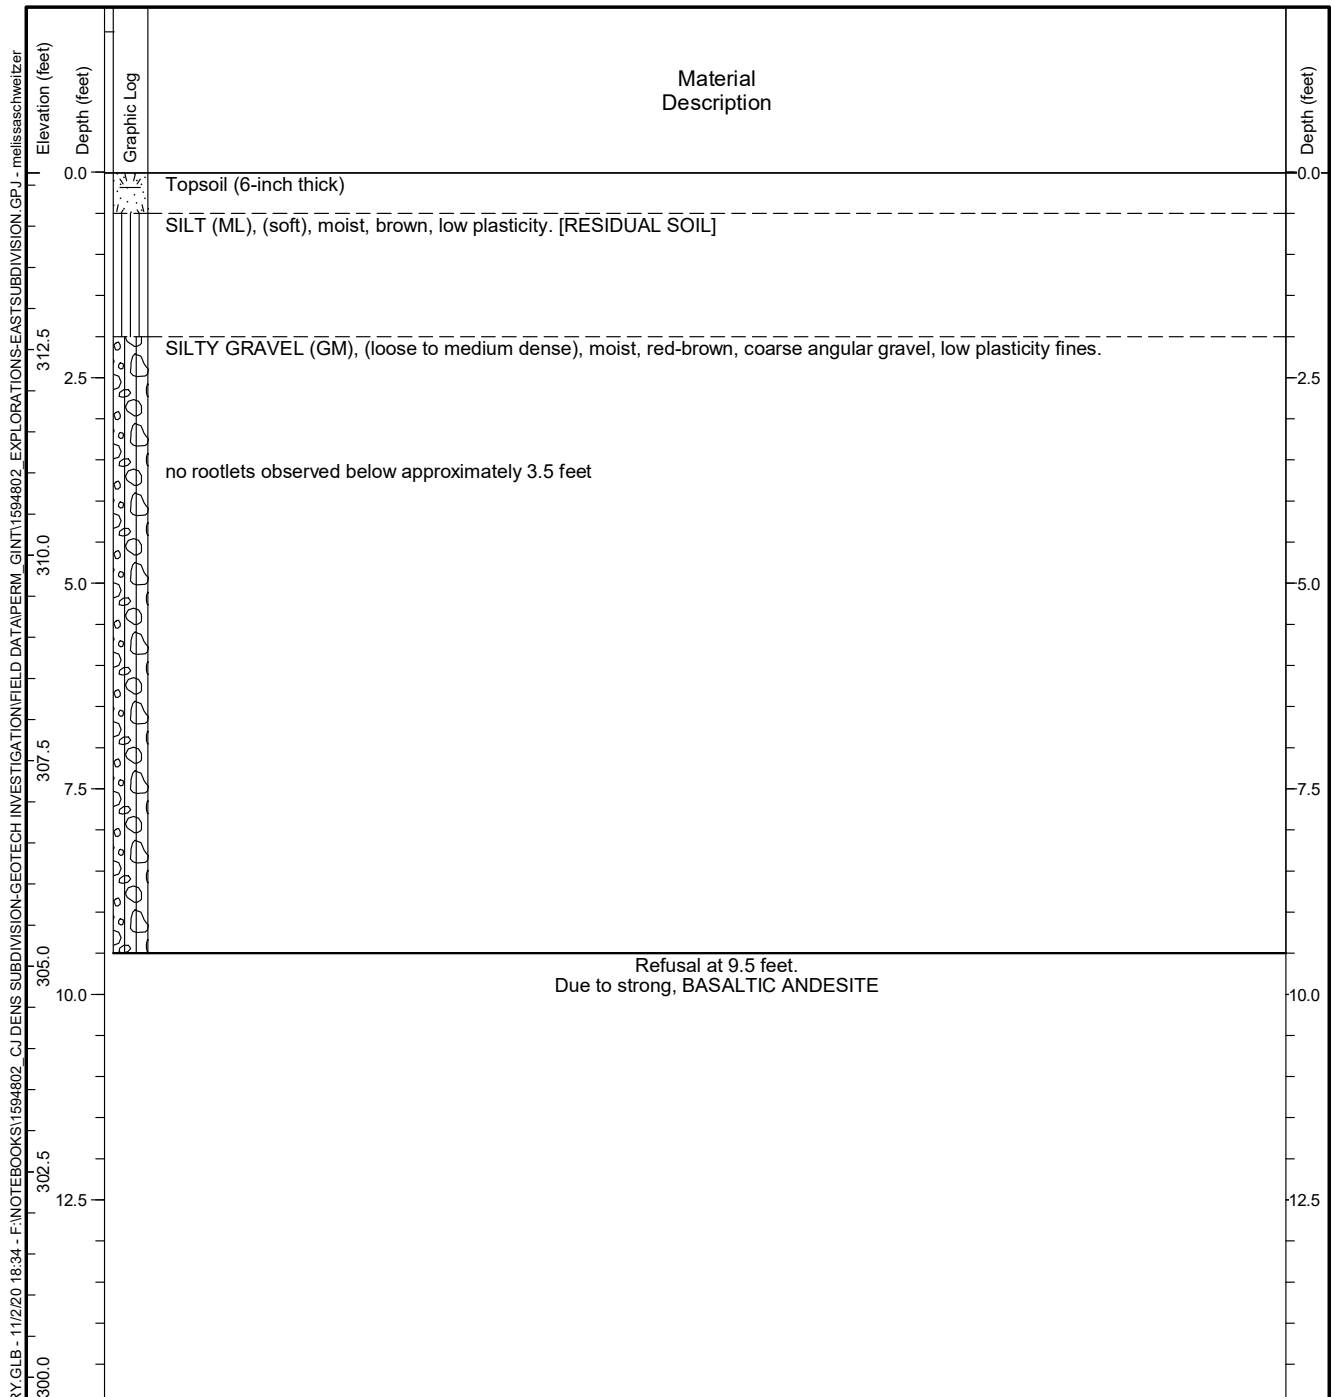 RY.GLB - 11/2/20 18:34 - F:\NOTEBOOKS\1594802_CJ DENS SUBDIVISION-GEOTECH INVESTIGATION\FIELD DATA\PERM_GINT\1594802_EXPLORATIONS-EASTSUBDIVISION.GPJ - melissaschweitzer
Elevation (feet)
Depth (feet)
Graphic Log
Material
Description
Depth (feet)
0.0
0.0
Topsoil (6-inch thick)
SILT (ML), (soft), moist, brown, low plasticity. [RESIDUAL SOIL]
312.5
SILTY GRAVEL (GM), (loose to medium dense), moist, red-brown, coarse angular gravel, low plasticity fines.
2.5
2.5
no rootlets observed below approximately 3.5 feet
310.0
5.0
5.0
307.5
7.5
7.5
305.0
Refusal at 9.5 feet.
Due to strong, BASALTIC ANDESITE
10.0
10.0
302.5
12.5
12.5
300.0